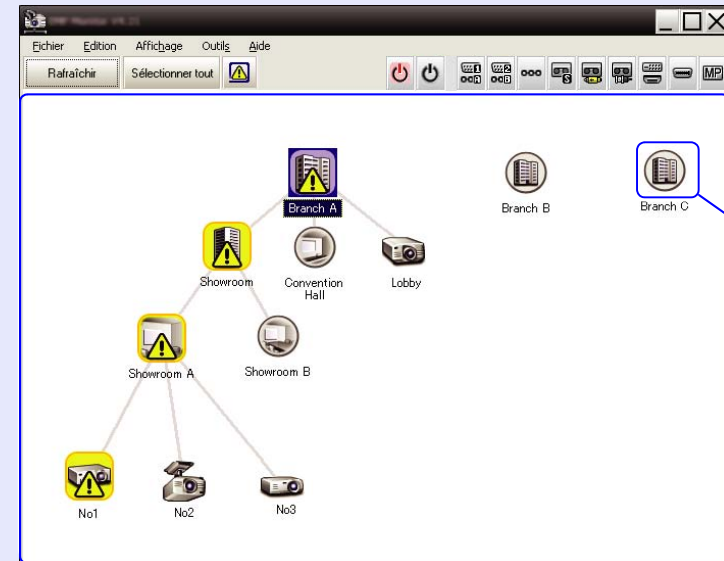 Fichier Edition Affichage Outils Aide
Rafraîchir Sélectionner tout
MP
Branch A
Branch B
Branch C
Showroom
Convention
Hall
Lobby
Showroom A
Showroom B
No1
No2
No3